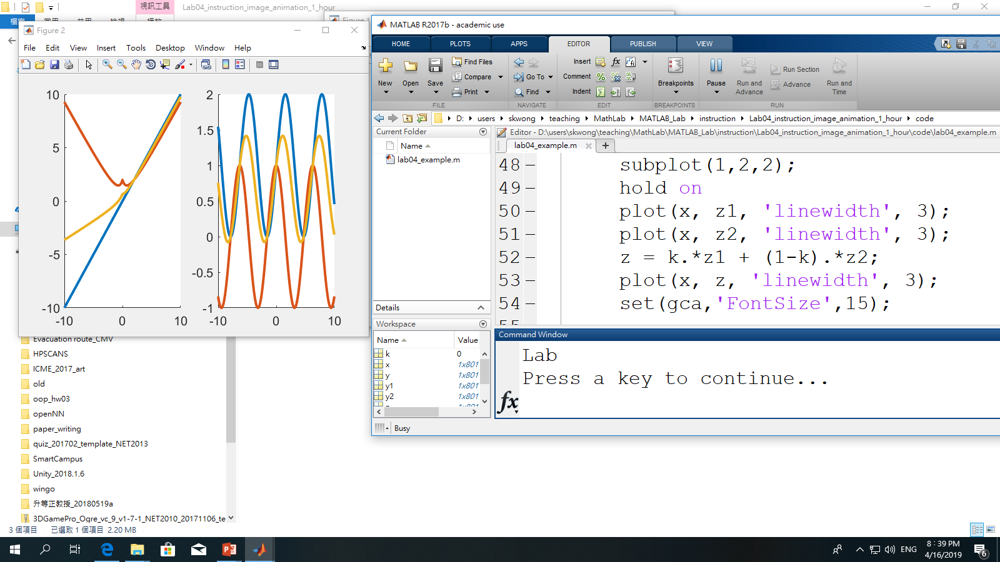 視訊工具
Lab04_instruction_image_animation_1_hour
Figure 1
Figure 2
File Edit View Insert Tools Desktop Window Help
10
5
0
-5
-10
-10 0 10
2
1.5
1
0.5
0
-0.5
-1
-10 0 10
Evacuation route_CMV
HPSCANS
ICME_2017_art
old
oop_hw03
openNN
paper_writing
quiz_201702_template_NET2013
SmartCampus
Unity_2018.1.6
wingo
升等正教授_20180519a
3DGamePro_Ogre_vc_9_v1-7-1_NET2010_20171106_te
3 個項目 已選取 1 個項目 2.20 MB
MATLAB R2017b - academic use
HOME PLOTS APPS EDITOR PUBLISH VIEW
New Open Save
Find Files
Compare
Print
FILE
Go To
Find
NAVIGATE
Insert
Comment
Indent
EDIT
Breakpoints
BREAKPOINTS
Pause
Run and Advance
Run Section
Advance
Run and Time
RUN
D: users skwong teaching MathLab MATLAB_Lab instruction Lab04_instruction_image_animation_1_hour code
Current Folder
Name
lab04_example.m
Details
Workspace
Name Value
k 0
x 1x801
y 1x801
y1 1x801
y2 1x801
Editor - D:\users\skwong\teaching\MathLab\MATLAB_Lab\instruction\Lab04_instruction_image_animation_1_hour\code\lab04_example.m
lab04_example.m
48 – subplot(1,2,2);
49 – hold on
50 – plot(x, z1, 'linewidth', 3);
51 – plot(x, z2, 'linewidth', 3);
52 – z = k.*z1 + (1-k).*z2;
53 – plot(x, z, 'linewidth', 3);
54 – set(gca,'FontSize',15);
Command Window
Lab
Press a key to continue...
fx
Busy
ENG
8:39 PM
4/16/2019
6